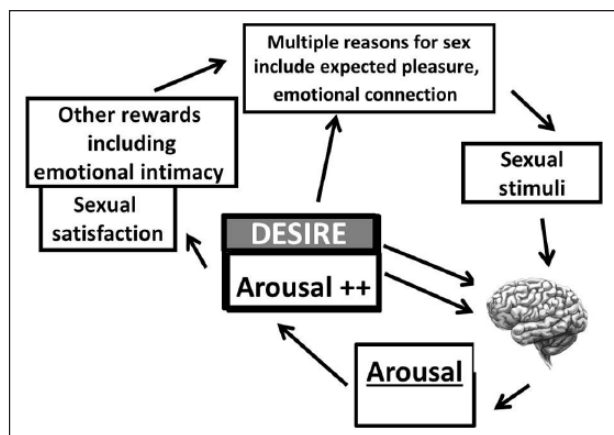 Multiple reasons for sex
include expected pleasure,
emotional connection
Other rewards
including
emotional intimacy
Sexual
satisfaction
Sexual
stimuli
DESIRE
Arousal ++
Arousal